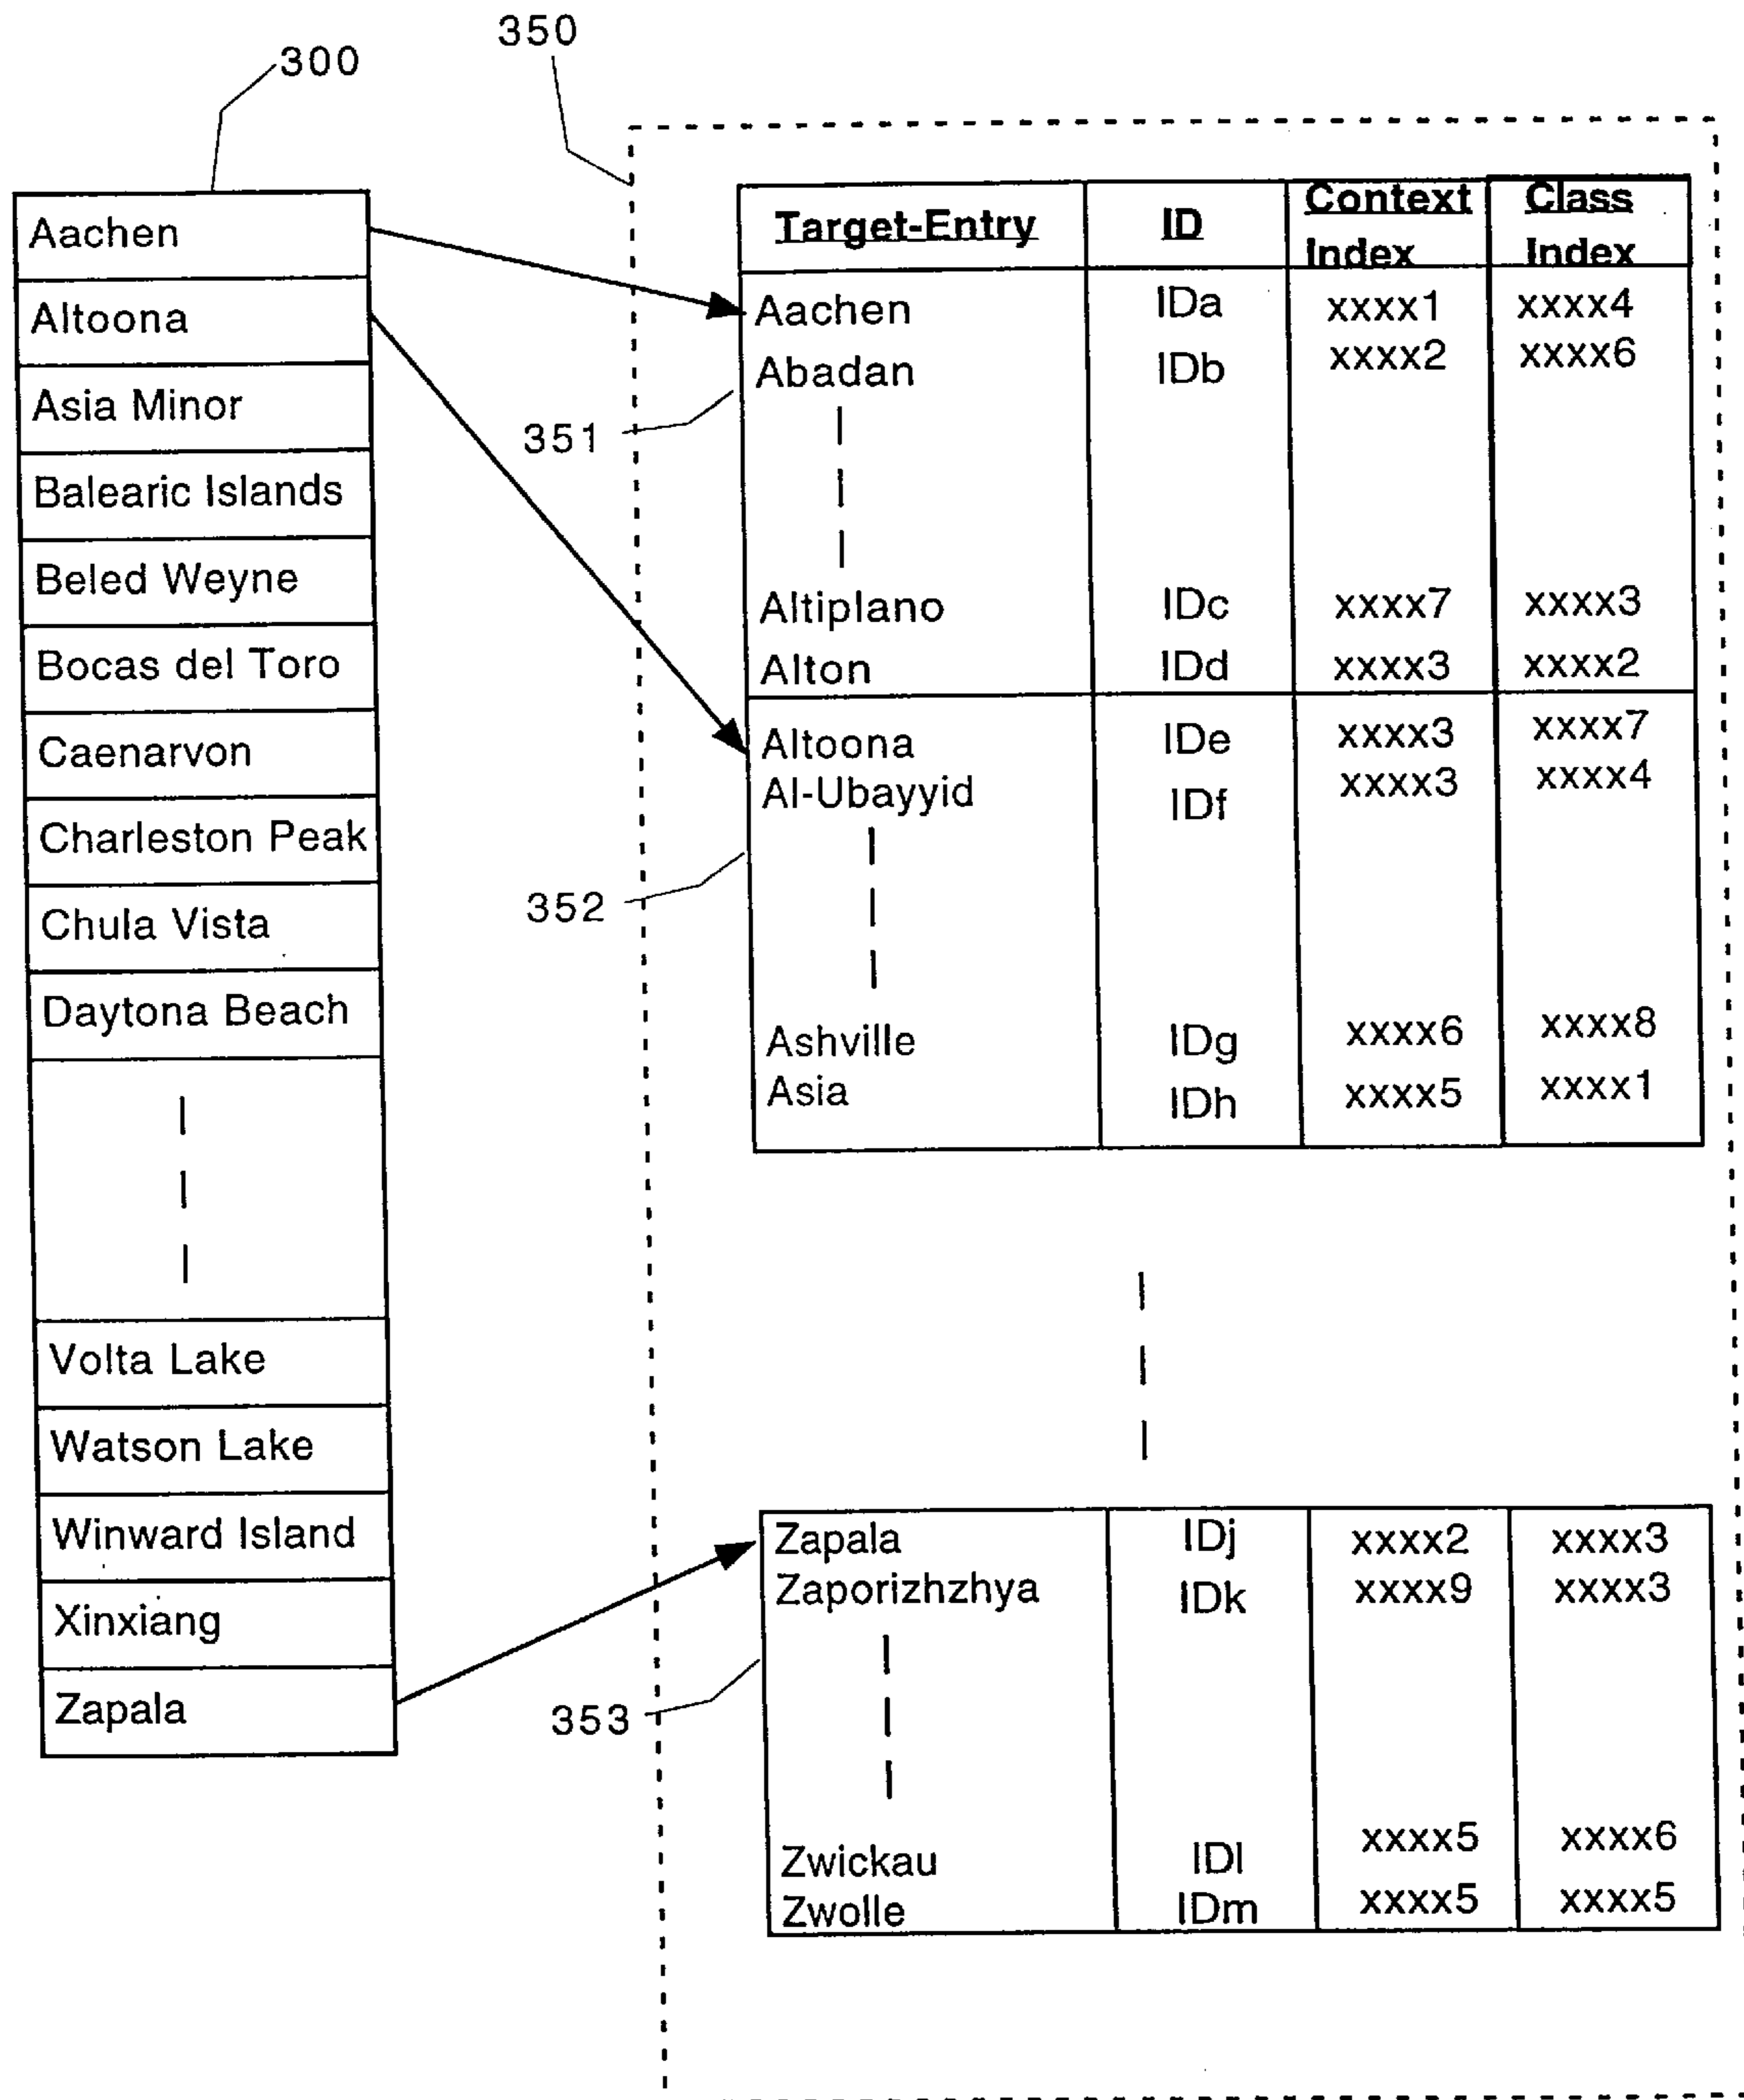 350
300
Aachen
Altoona
Asia Minor
Balearic Islands
Beled Weyne
Bocas del Toro
Caenarvon
Charleston Peak
Chula Vista
Daytona Beach
Volta Lake
Watson Lake
Winward Island
Xinxiang
Zapala
Target-Entry ID Context Index Class Index
Aachen IDa xxxx1 xxxx4
Abadan IDb xxxx2 xxxx6
351
Altiplano IDc xxxx7 xxxx3
Alton IDd xxxx3 xxxx2
Altoona IDe xxxx3 xxxx7
Al-Ubayyid IDf xxxx3 xxxx4
352
Ashville IDg xxxx6 xxxx8
Asia IDh xxxx5 xxxx1
Zapala IDj xxxx2 xxxx3
Zaporizhzhya IDk xxxx9 xxxx3
353
Zwickau IDl xxxx5 xxxx6
Zwolle IDm xxxx5 xxxx5